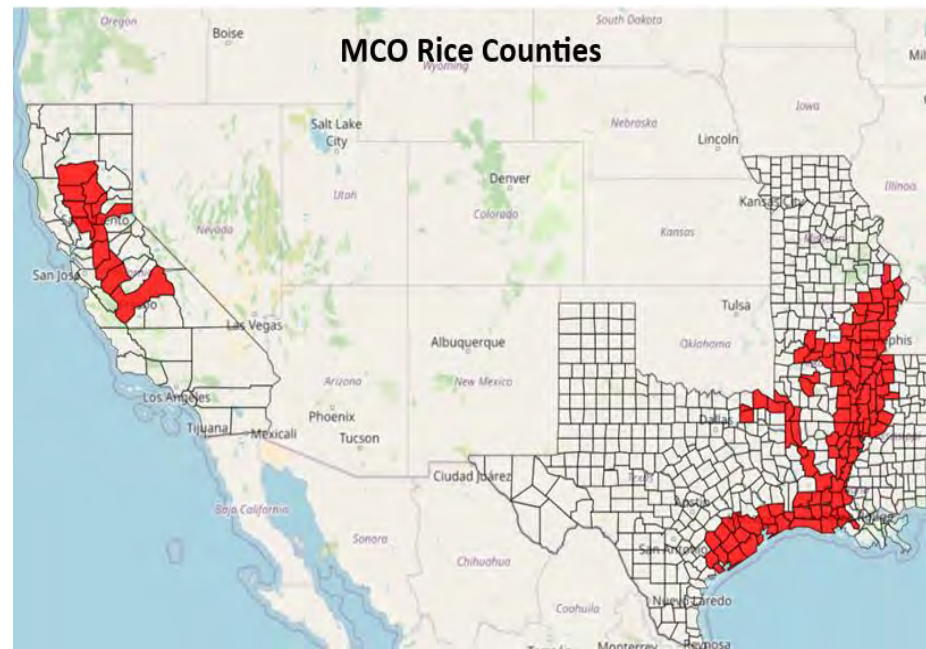 Oregon
Boise
South Dakota
MCO Rice Counties
Wyoming
Mil
Iowa
Salt Lake
City
Nebraska
Lincoln
Utah
Denver
Colorado
Illinois
Kansas City
Nevada
Kansas
San Jose
Las Vegas
Tulsa
Albuquerque
Oklahoma
New Mexico
Los Angeles
Arizona
Phoenix
Dallas
Tijuana
Mexicali
Tucson
Ciudad Juárez
Texas
Austin
Baja California
Sonora
San Antonio
Chihuahua
Coahuila
Nuevo Laredo
Monterrey
Reynosa